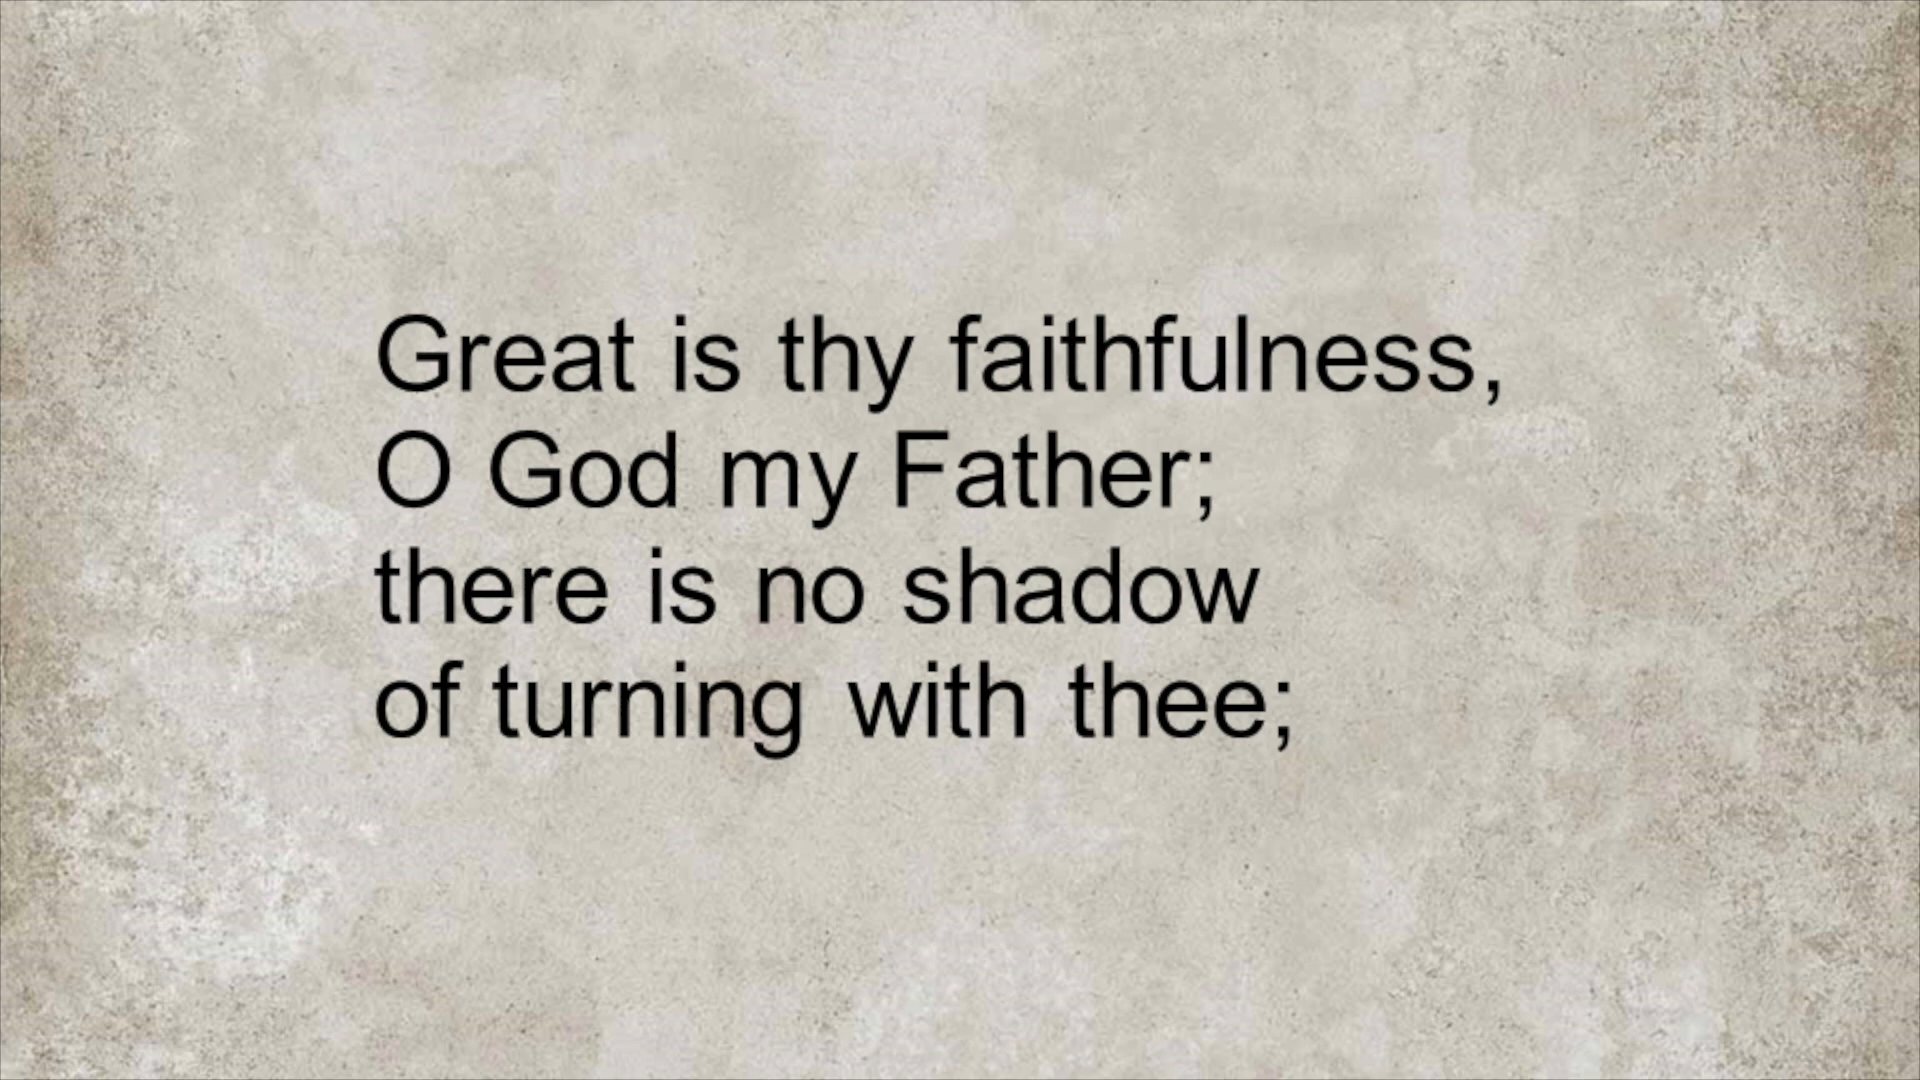 Great is thy faithfulness,
O God my Father;
there is no shadow
of turning with thee;